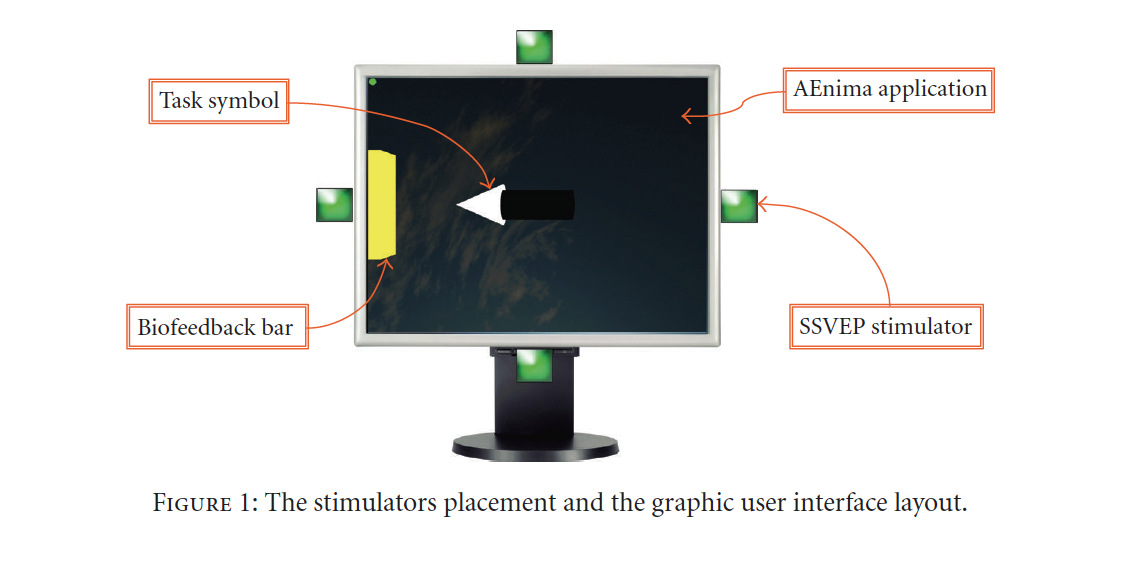 Task symbol
AEnima application
Biofeedback bar
SSVEP stimulator
FIGURE 1: The stimulators placement and the graphic user interface layout.